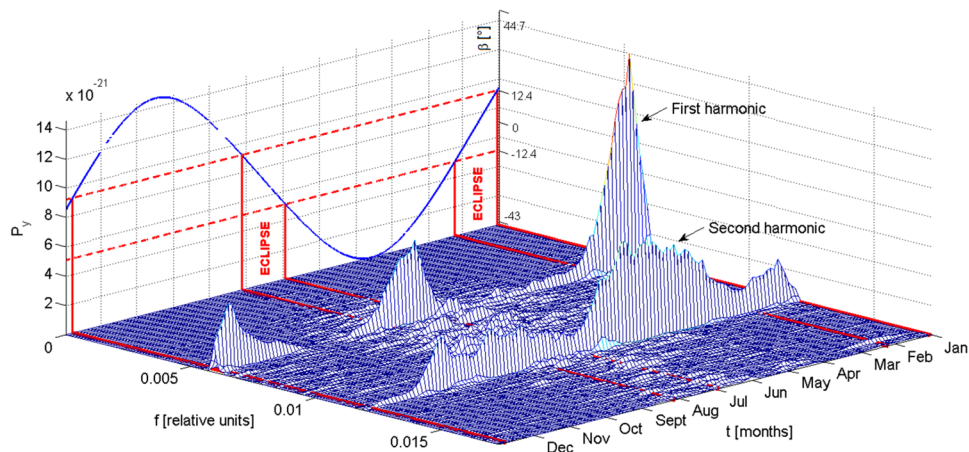 x 10^-21
14
12
10
8
6
4
2
0
P_y
β [°]
44.7
12.4
0
-12.4
-43
First harmonic
Second harmonic
ECLIPSE
ECLIPSE
0.005
0.01
0.015
f [relative units]
Dec
Nov
Oct
Sept
Aug
Jul
Jun
May
Apr
Mar
Feb
Jan
t [months]